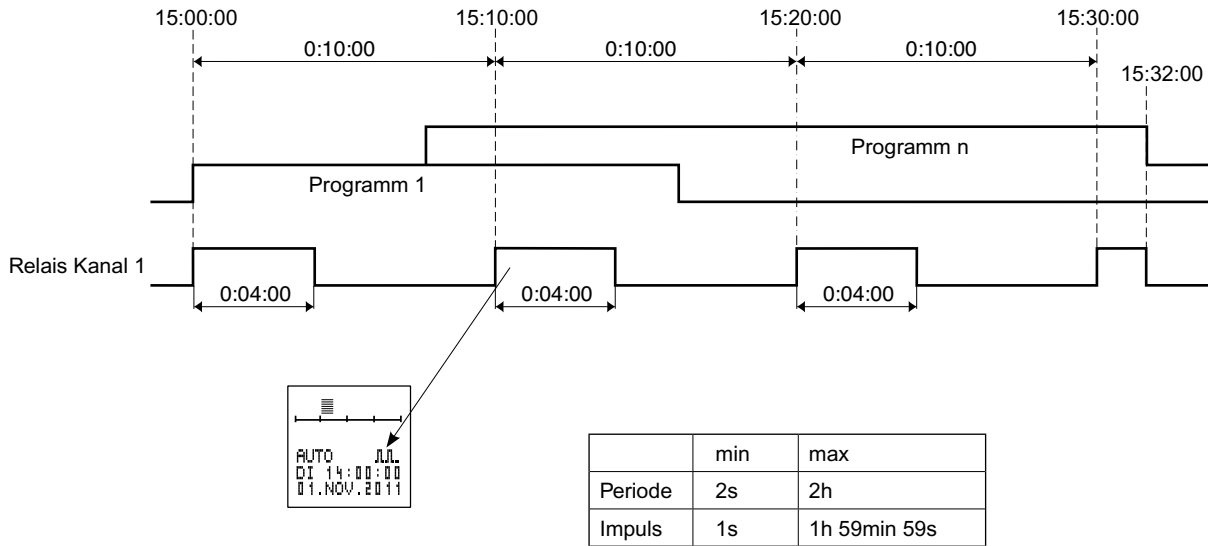 15:00:00 15:10:00 15:20:00 15:30:00
0:10:00 0:10:00 0:10:00
15:32:00
Programm n
Programm 1
Relais Kanal 1
0:04:00 0:04:00 0:04:00
AUTO
DI 14:00:00
01.NOV.2011
min max
Periode 2s 2h
Impuls 1s 1h 59min 59s